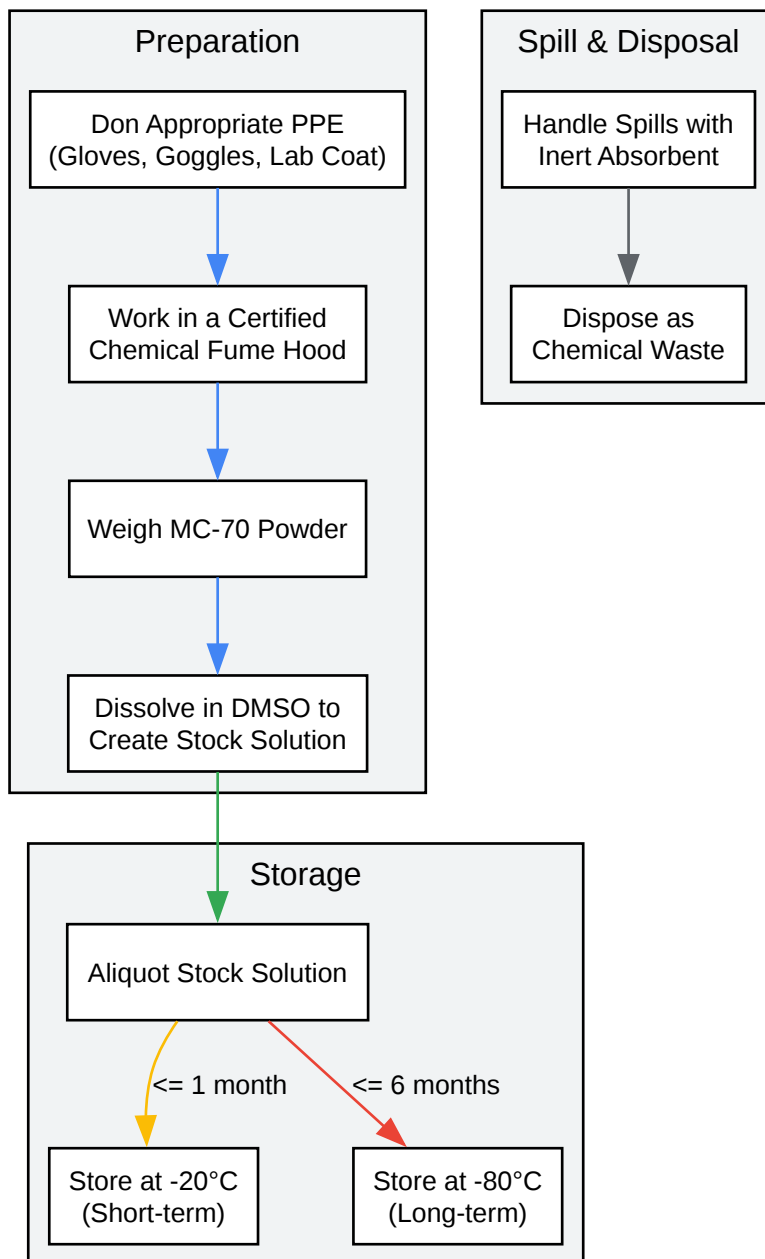 Preparation
Don Appropriate PPE
(Gloves, Goggles, Lab Coat)
Work in a Certified
Chemical Fume Hood
Weigh MC-70 Powder
Dissolve in DMSO to
Create Stock Solution
Spill & Disposal
Handle Spills with
Inert Absorbent
Dispose as
Chemical Waste
Storage
Aliquot Stock Solution
<= 1 month
<= 6 months
Store at -20°C
(Short-term)
Store at -80°C
(Long-term)